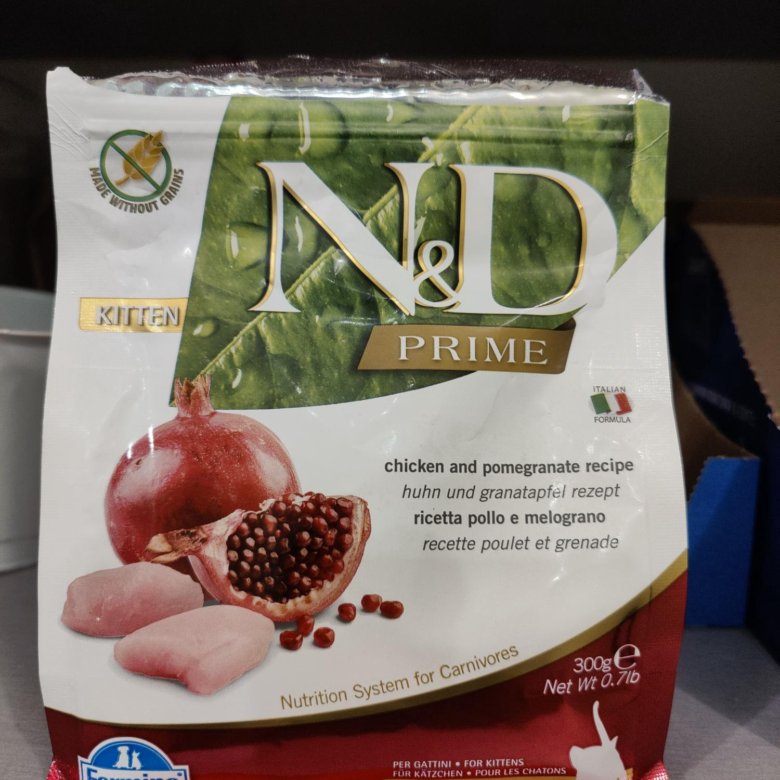 MADE WITHOUT GRAINS
N&D
KITTEN
PRIME
ITALIAN
FORMULA
chicken and pomegranate recipe
huhn und granatapfel rezept
ricetta pollo e melograno
recette poulet et grenade
Nutrition System for Carnivores
300g e
Net Wt 0.7lb
Farmina
PER GATTINI • FOR KITTENS
FÜR KÄTZCHEN • POUR LES CHATONS